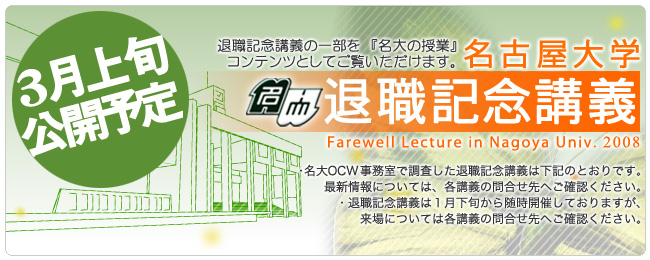 3月上旬
公開予定
退職記念講義の一部を『名大の授業』
コンテンツとしてご覧いただけます。
名古屋大学
名大
退職記念講義
Farewell Lecture in Nagoya Univ. 2008
・名大OCW事務室で調査した退職記念講義は下記のとおりです。
最新情報については、各講義の問合せ先へご確認ください。
・退職記念講義は1月下旬から随時開催しておりますが、
来場については各講義の問合せ先へご確認ください。